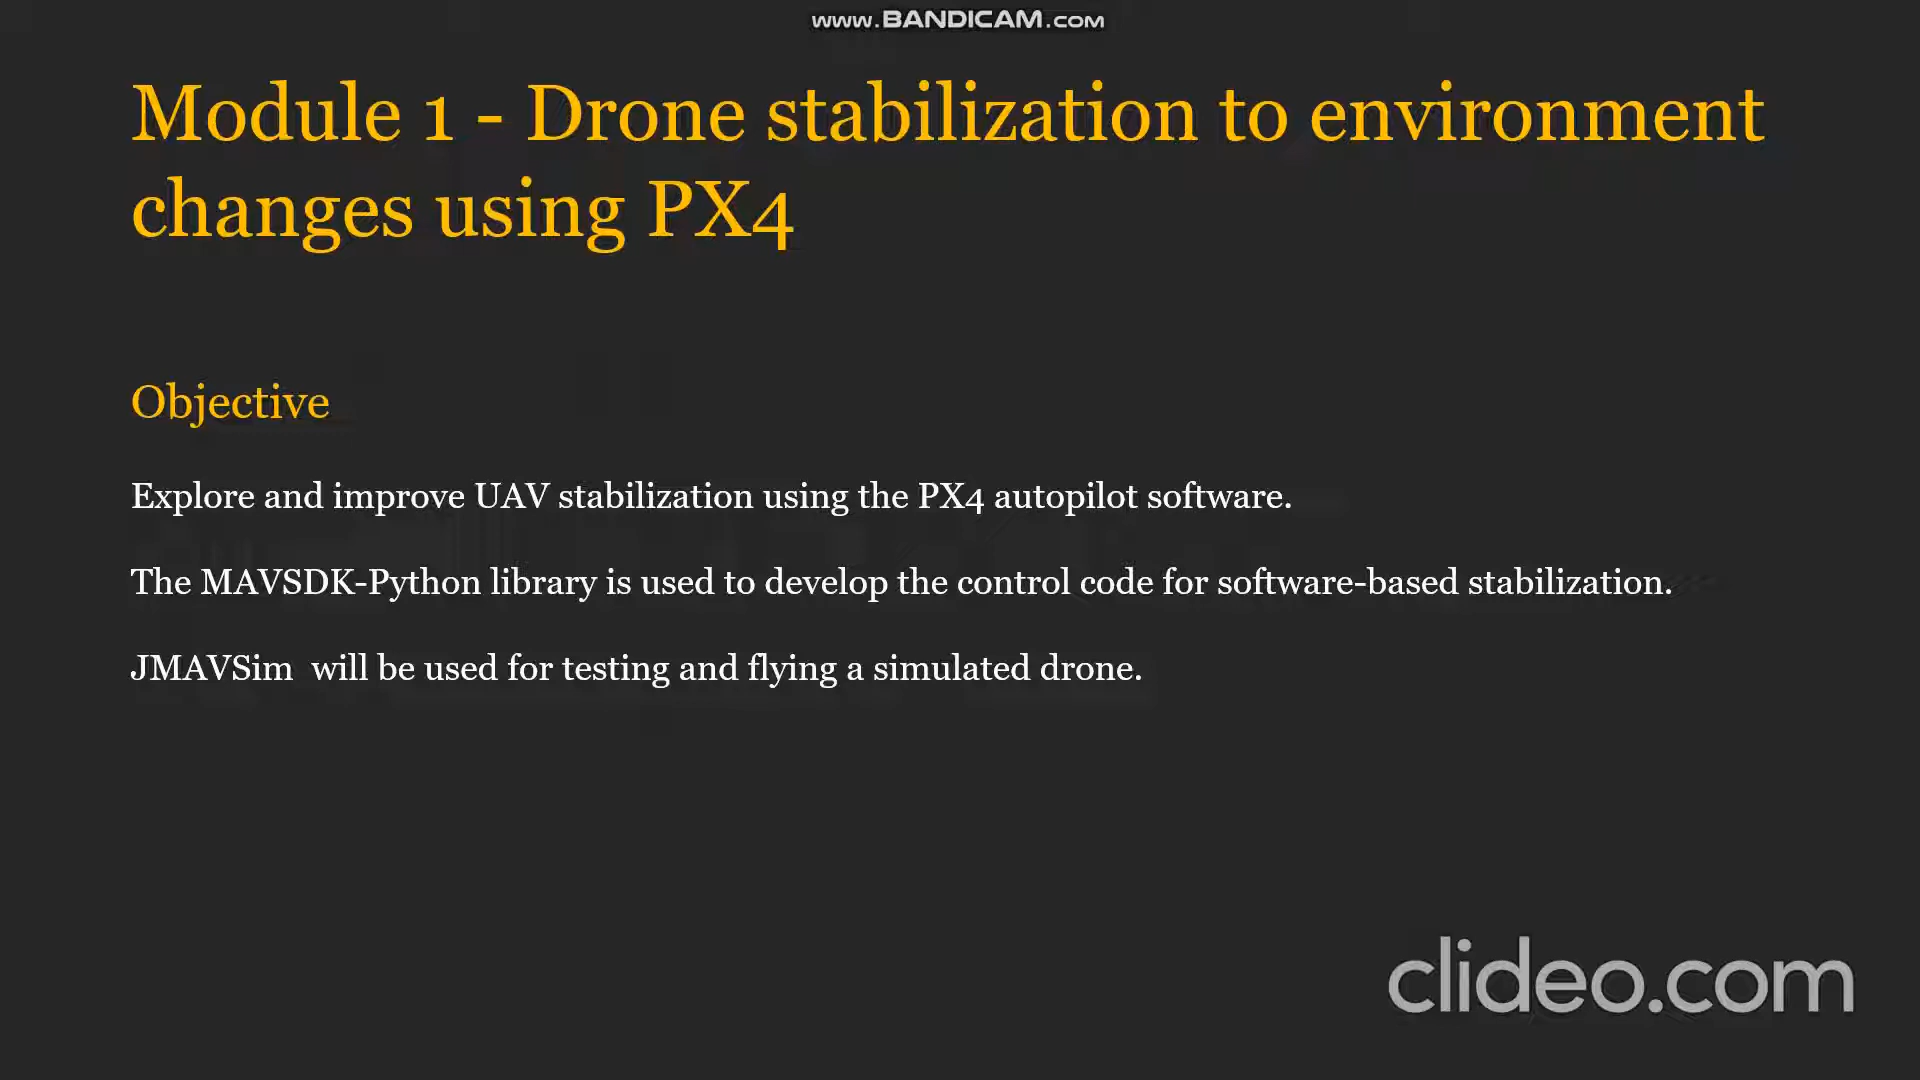 www.BANDICAM.com
Module 1 - Drone stabilization to environment
changes using PX4
Objective
Explore and improve UAV stabilization using the PX4 autopilot software.
The MAVSDK-Python library is used to develop the control code for software-based stabilization.
JMAVSim  will be used for testing and flying a simulated drone.
clideo.com